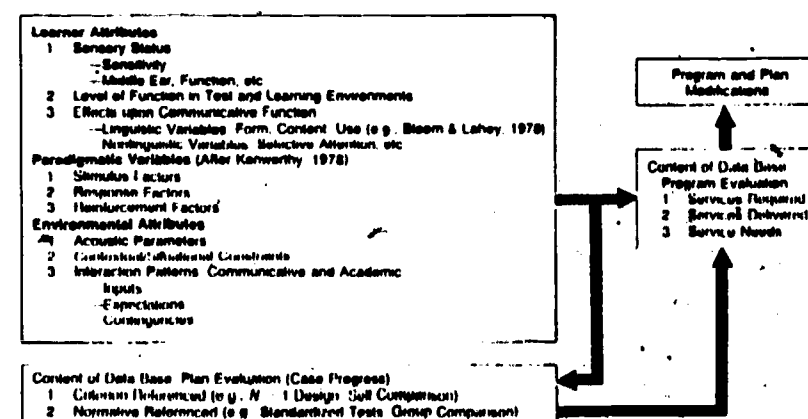 Learner Attributes
1 Sensory Status
—Sensitivity
—Middle Ear, Function, etc
2 Level of Function in Test and Learning Environments
3 Effects upon Communicative Function
—Linguistic Variables Form, Content, Use (e g , Bloom & Lahey, 1978)
Nonlinguistic Variables Selective Attention, etc
Paradigmatic Variables (After Kenworthy 1978)
1 Stimulus Factors
2 Response Factors
3 Reinforcement Factors
Environmental Attributes
1 Acoustic Parameters
2 Contextual/Situational Constraints
3 Interaction Patterns Communicative and Academic
Inputs
—Expectations
Contingencies
Program and Plan
Modifications
Content of Data Base
Program Evaluation
1 Services Required
2 Services Delivered
3 Service Needs
Content of Data Base Plan Evaluation (Case Progress)
1 Criterion Referenced (e g , N 1 Design Self Comparison)
2 Normative Referenced (e g Standardized Tests Group Comparison)